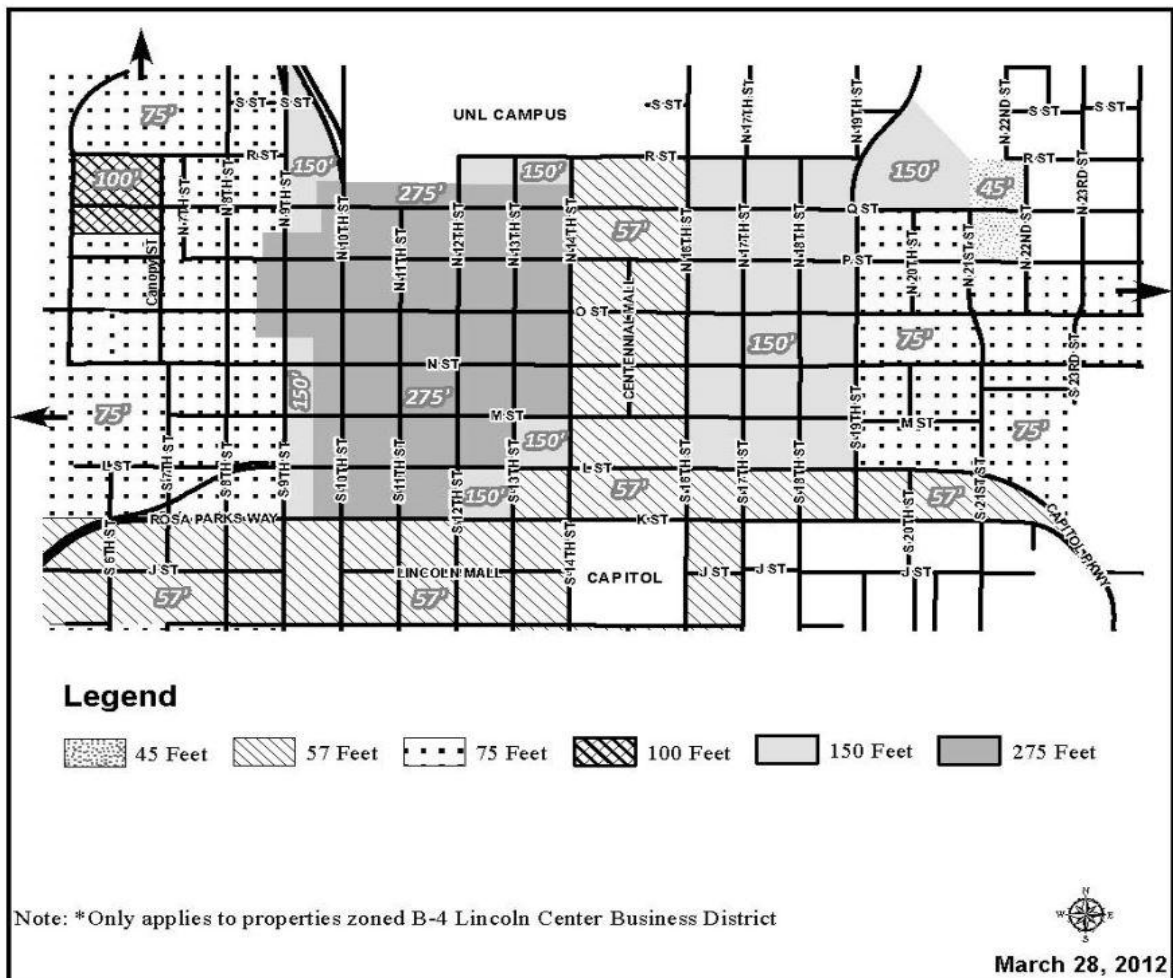 75'
S ST
S ST
UNL CAMPUS
S ST
N 17TH ST
N 19TH ST
N 22ND ST
S ST
S ST
100'
R ST
150'
275'
150'
R ST
150'
45'
R ST
N 7TH ST
N 8TH ST
N 9TH ST
N 10TH ST
N 11TH ST
N 12TH ST
N 13TH ST
N 14TH ST
57'
N 16TH ST
N 17TH ST
N 18TH ST
Q ST
P ST
N 20TH ST
N 21ST ST
N 22ND ST
N 23RD ST
Canopy ST
O ST
CENTENNIAL MALL
150'
75'
S 23RD ST
N ST
150'
275'
75'
M ST
150'
M ST
75'
L ST
S 7TH ST
S 8TH ST
S 9TH ST
S 10TH ST
S 11TH ST
S 12TH ST
150'
S 13TH ST
L ST
57'
S 16TH ST
S 17TH ST
S 18TH ST
S 19TH ST
57'
S 21ST ST
CAPITOL PKWY
ROSA PARKS WAY
K ST
S 6TH ST
J ST
LINCOLN MALL
S 14TH ST
CAPITOL
J ST
J ST
S 20TH ST
J ST
57'
57'
Legend
45 Feet
57 Feet
75 Feet
100 Feet
150 Feet
275 Feet
Note: *Only applies to properties zoned B-4 Lincoln Center Business District
N
W
E
S
March 28, 2012